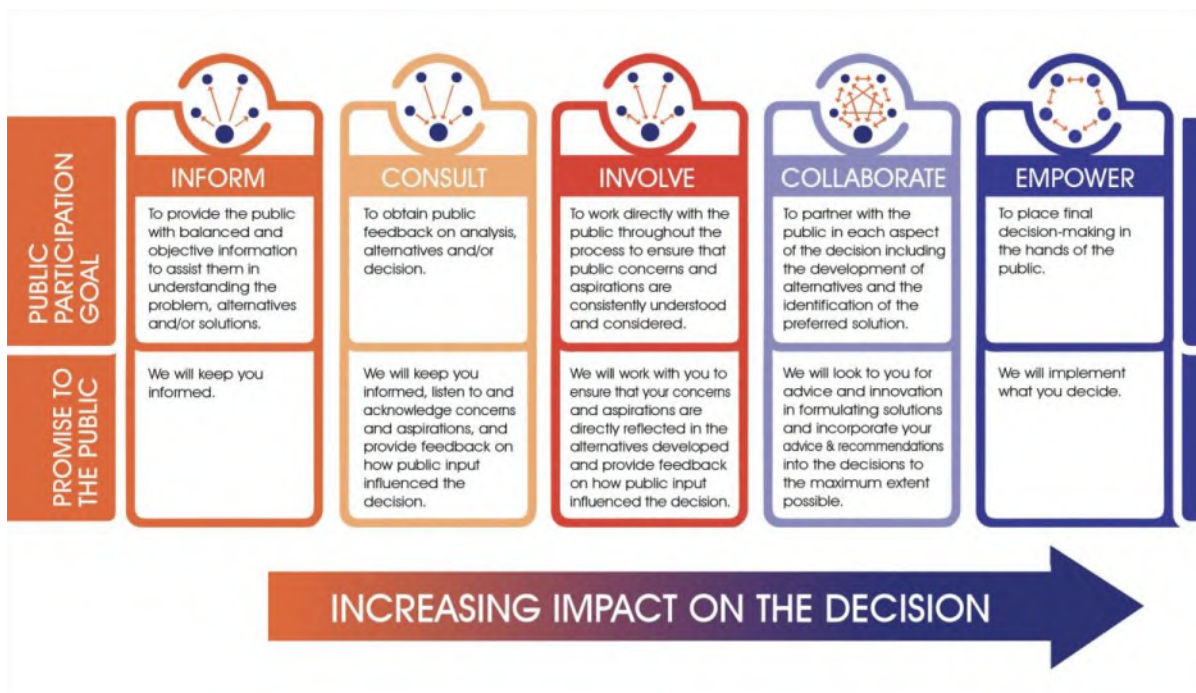 PUBLIC
PARTICIPATION
GOAL
INFORM
To provide the public
with balanced and
objective information
to assist them in
understanding the
problem, alternatives
and/or solutions.
CONSULT
To obtain public
feedback on analysis,
alternatives and/or
decision.
INVOLVE
To work directly with the
public throughout the
process to ensure that
public concerns and
aspirations are
consistently understood
and considered.
COLLABORATE
To partner with the
public in each aspect
of the decision including
the development of
alternatives and the
identification of the
preferred solution.
EMPOWER
To place final
decision-making in
the hands of the
public.
PROMISE TO
THE PUBLIC
We will keep you
informed.
We will keep you
informed, listen to and
acknowledge concerns
and aspirations, and
provide feedback on
how public input
influenced the
decision.
We will work with you to
ensure that your concerns
and aspirations are
directly reflected in the
alternatives developed
and provide feedback
on how public input
influenced the decision.
We will look to you for
advice and innovation
in formulating solutions
and incorporate your
advice & recommendations
into the decisions to
the maximum extent
possible.
We will implement
what you decide.
INCREASING IMPACT ON THE DECISION